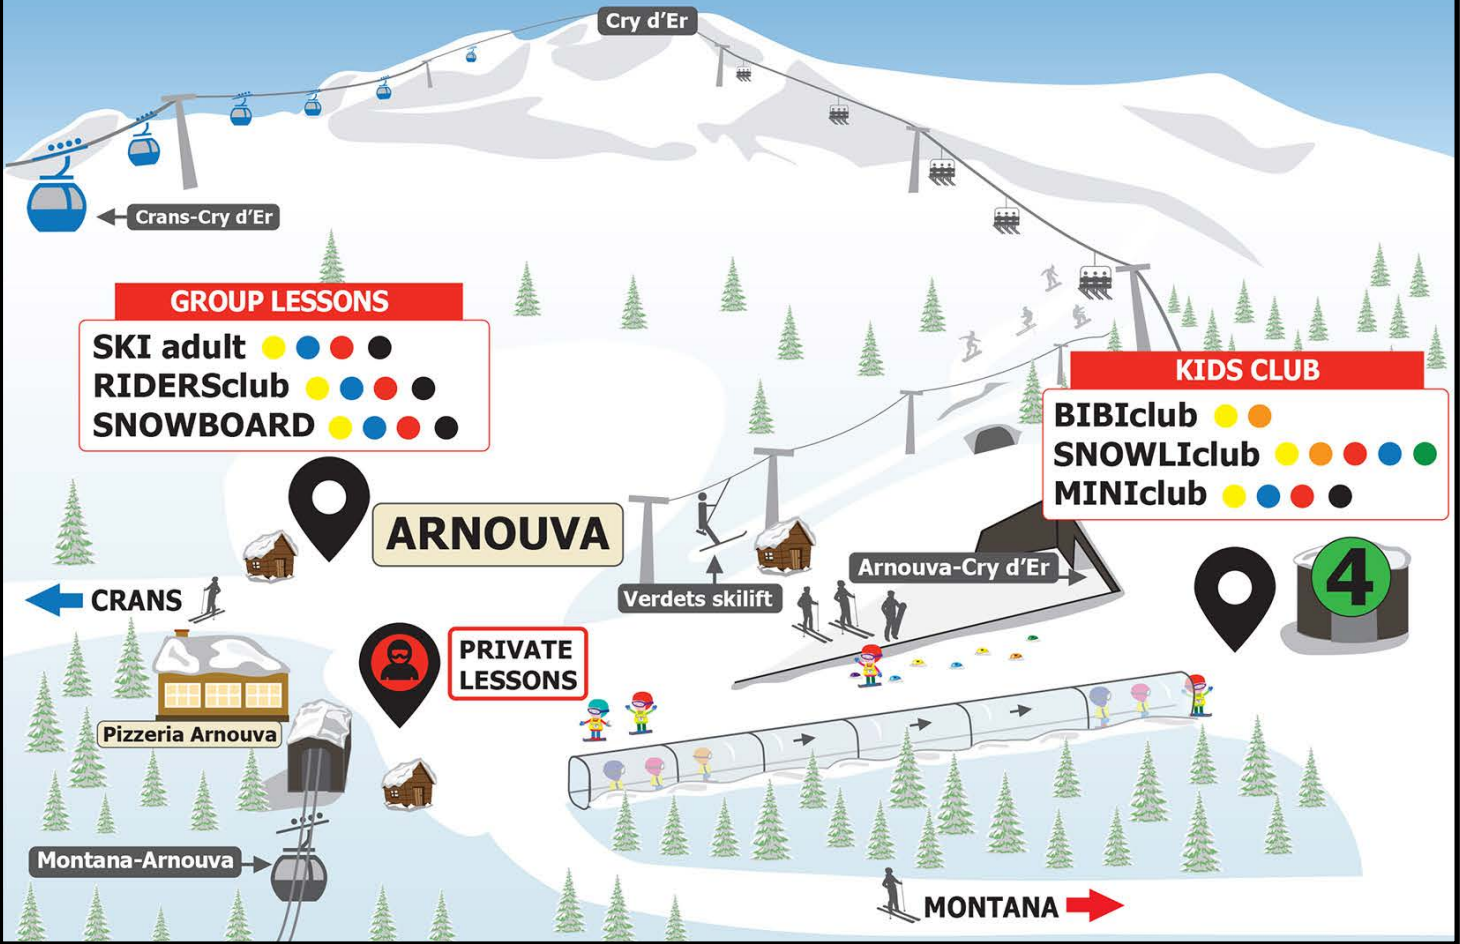 Cry d'Er
Crans-Cry d'Er
GROUP LESSONS
SKI adult
RIDERSclub
SNOWBOARD
KIDS CLUB
BIBIclub
SNOWLIclub
MINIclub
ARNOUVA
Arnouva-Cry d'Er
4
CRANS
Verdets skilift
PRIVATE
LESSONS
Pizzeria Arnouva
Montana-Arnouva
MONTANA